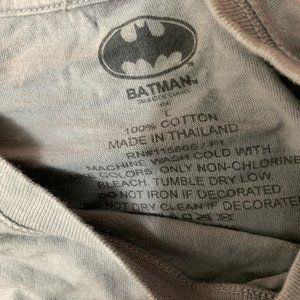 BATMAN
100% COTTON
MADE IN THAILAND
MACHINE WASH COLD WITH
COLORS. ONLY NON-CHLORINE
BLEACH. TUMBLE DRY LOW.
DO NOT IRON IF DECORATED.
DO NOT DRY CLEAN IF DECORATED